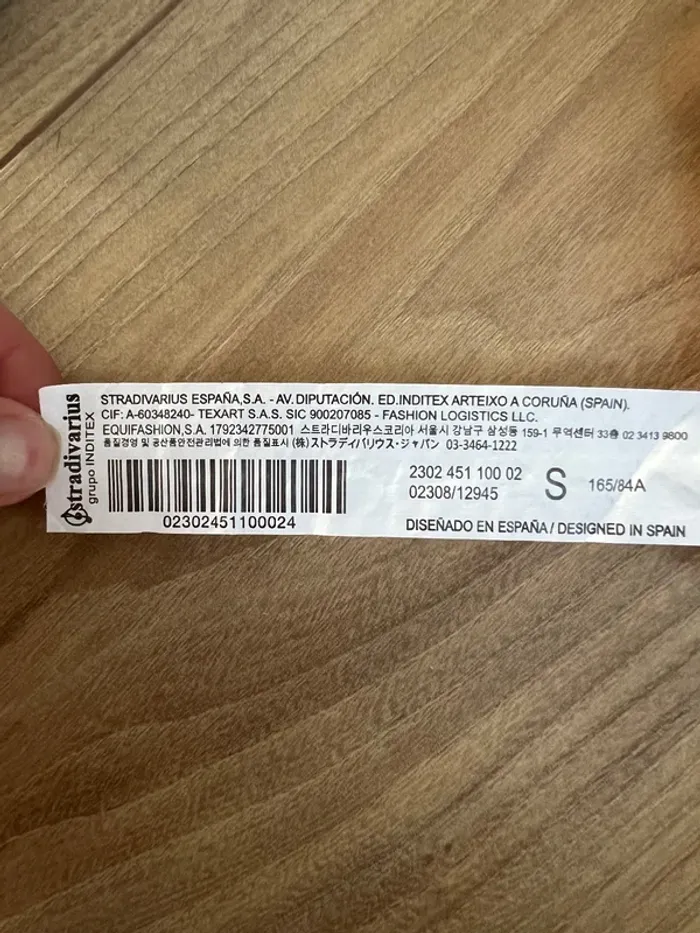 stradivarius
grupo INDITEX
STRADIVARIUS ESPAÑA,S.A. - AV. DIPUTACIÓN. ED.INDITEX ARTEIXO A CORUÑA (SPAIN).
CIF: A-60348240- TEXART S.A.S. SIC 900207085 - FASHION LOGISTICS LLC.
EQUIFASHION,S.A. 1792342775001 스트라디바리우스코리아 서울시 강남구 삼성동 159-1 무역센터 33층 02 3413 9800
품질경영 및 공산품안전관리법에 의한 품질표시 (株)ストラディバリウス・ジャパン 03-3464-1222
02302451100024
2302 451 100 02
02308/12945
S
165/84A
DISEÑADO EN ESPAÑA / DESIGNED IN SPAIN